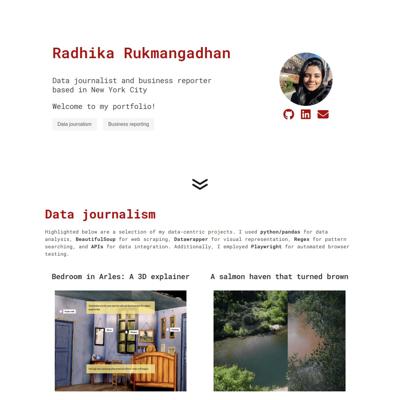 Radhika Rukmangadhan
Data journalist and business reporter
based in New York City
Welcome to my portfolio!
Data journalism
Business reporting
Data journalism
Highlighted below are a selection of my data-centric projects. I used python/pandas for data
analysis, BeautifulSoup for web scraping, Datawrapper for visual representation, Regex for pattern
searching, and APIs for data integration. Additionally, I employed Playwright for automated browser
testing.
Bedroom in Arles: A 3D explainer
A salmon haven that turned brown